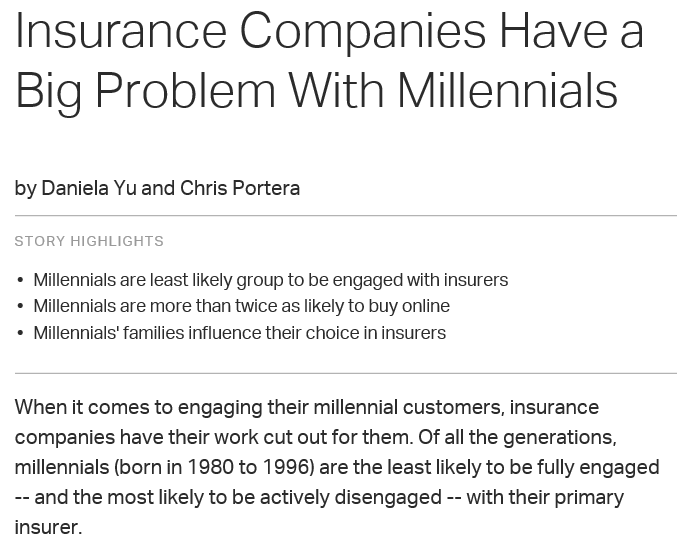 Insurance Companies Have a
Big Problem With Millennials
by Daniela Yu and Chris Portera
STORY HIGHLIGHTS
• Millennials are least likely group to be engaged with insurers
• Millennials are more than twice as likely to buy online
• Millennials' families influence their choice in insurers
When it comes to engaging their millennial customers, insurance
companies have their work cut out for them. Of all the generations,
millennials (born in 1980 to 1996) are the least likely to be fully engaged
-- and the most likely to be actively disengaged -- with their primary
insurer.